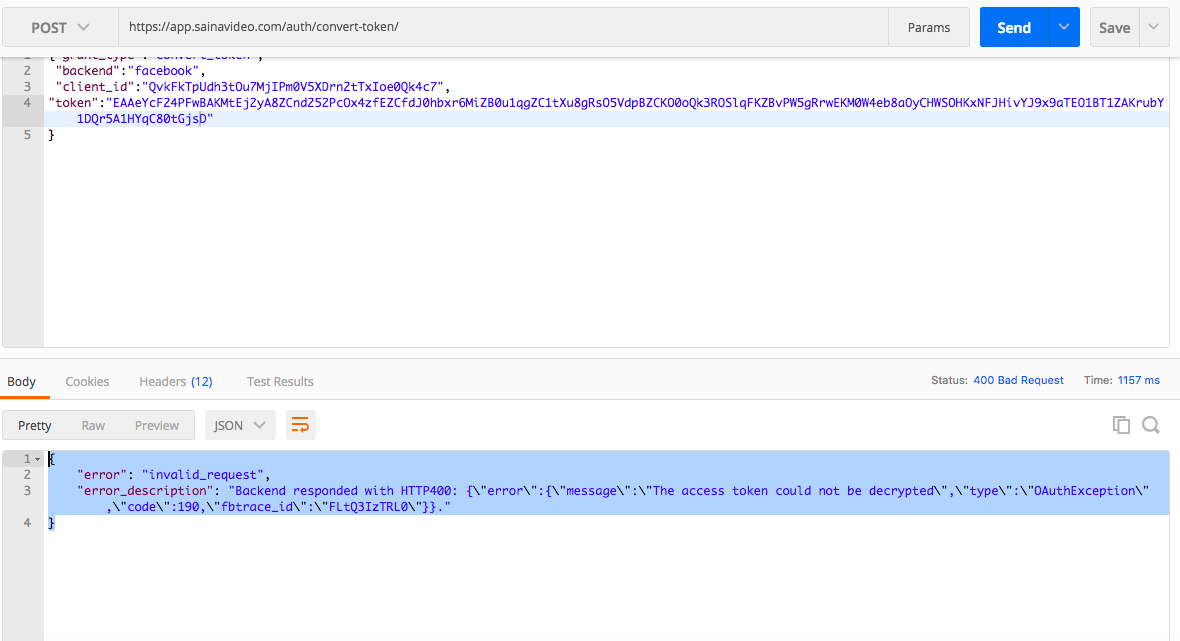 POST
https://app.sainavideo.com/auth/convert-token/
Params
Send
Save
1 {"grant_type":"convert_token",
2 "backend":"facebook",
3 "client_id":"QvkFkTpUdh3tOu7MjIPm0V5XDrn2tTxIoe0Qk4c7",
4 "token":"EAAeYcFZ4PFwBAKMtEjZyA8ZCnd252PcOx4zfEZCfdJ0hbxr6MiZB0u1qgZC1tXu8gRsO5VdpBZCKO0oQk3ROSlqFKZBvPW5gRrwEKM0W4eb8aOyCHWSOHKxNFJHivYJ9x9aTEO1BT1ZAKrubY
1DQr5A1HYqC80tGjsD"
5 }
Body
Cookies
Headers (12)
Test Results
Status: 400 Bad Request
Time: 1157 ms
Pretty
Raw
Preview
JSON
1 {
2 "error": "invalid_request",
3 "error_description": "Backend responded with HTTP400: {\"error\":{\"message\":\"The access token could not be decrypted\",\"type\":\"OAuthException\"
,\"code\":190,\"fbtrace_id\":\"FLtQ3IzTRL0\"}}."
4 }